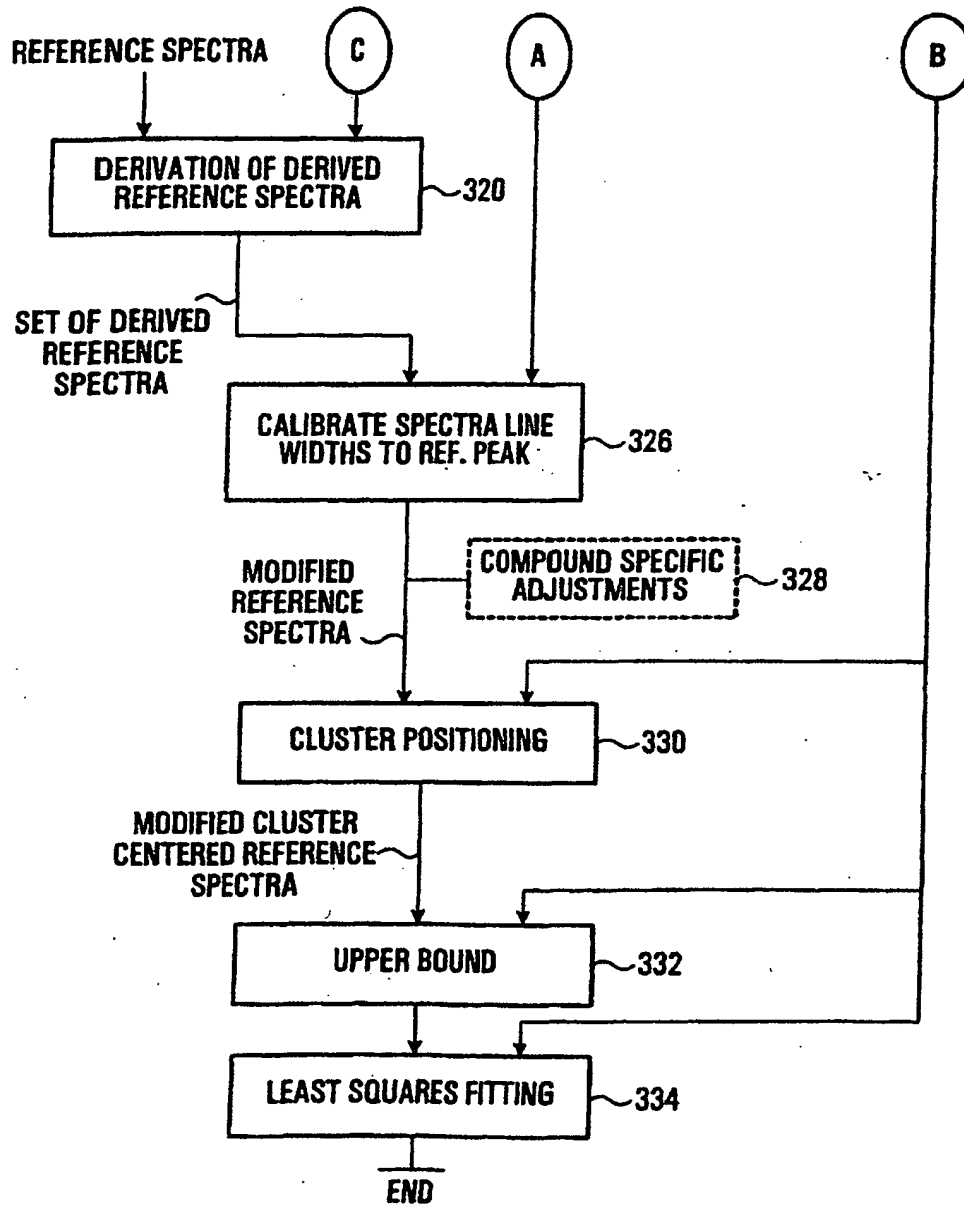 REFERENCE SPECTRA
C
A
B
DERIVATION OF DERIVED
REFERENCE SPECTRA
320
SET OF DERIVED
REFERENCE
SPECTRA
CALIBRATE SPECTRA LINE
WIDTHS TO REF. PEAK
326
MODIFIED
REFERENCE
SPECTRA
COMPOUND SPECIFIC
ADJUSTMENTS
328
CLUSTER POSITIONING
330
MODIFIED CLUSTER
CENTERED REFERENCE
SPECTRA
UPPER BOUND
332
LEAST SQUARES FITTING
334
END